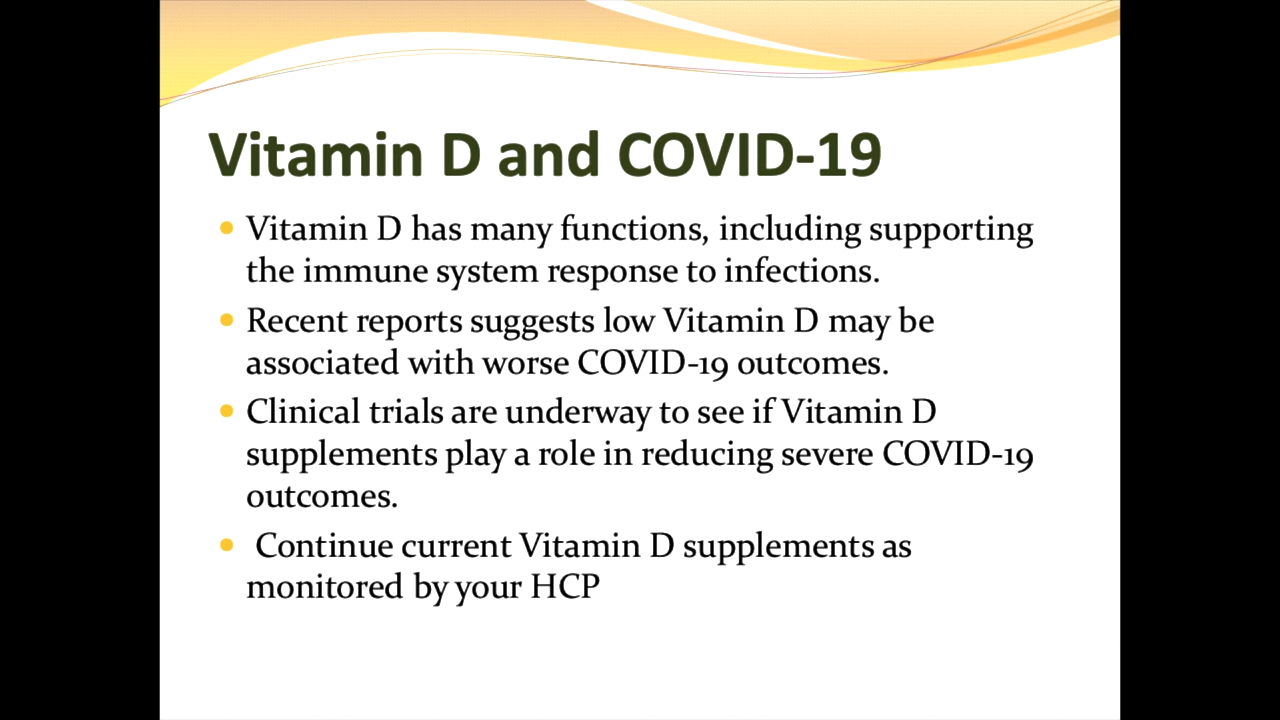 Vitamin D and COVID-19
• Vitamin D has many functions, including supporting
the immune system response to infections.
• Recent reports suggests low Vitamin D may be
associated with worse COVID-19 outcomes.
• Clinical trials are underway to see if Vitamin D
supplements play a role in reducing severe COVID-19
outcomes.
• Continue current Vitamin D supplements as
monitored by your HCP